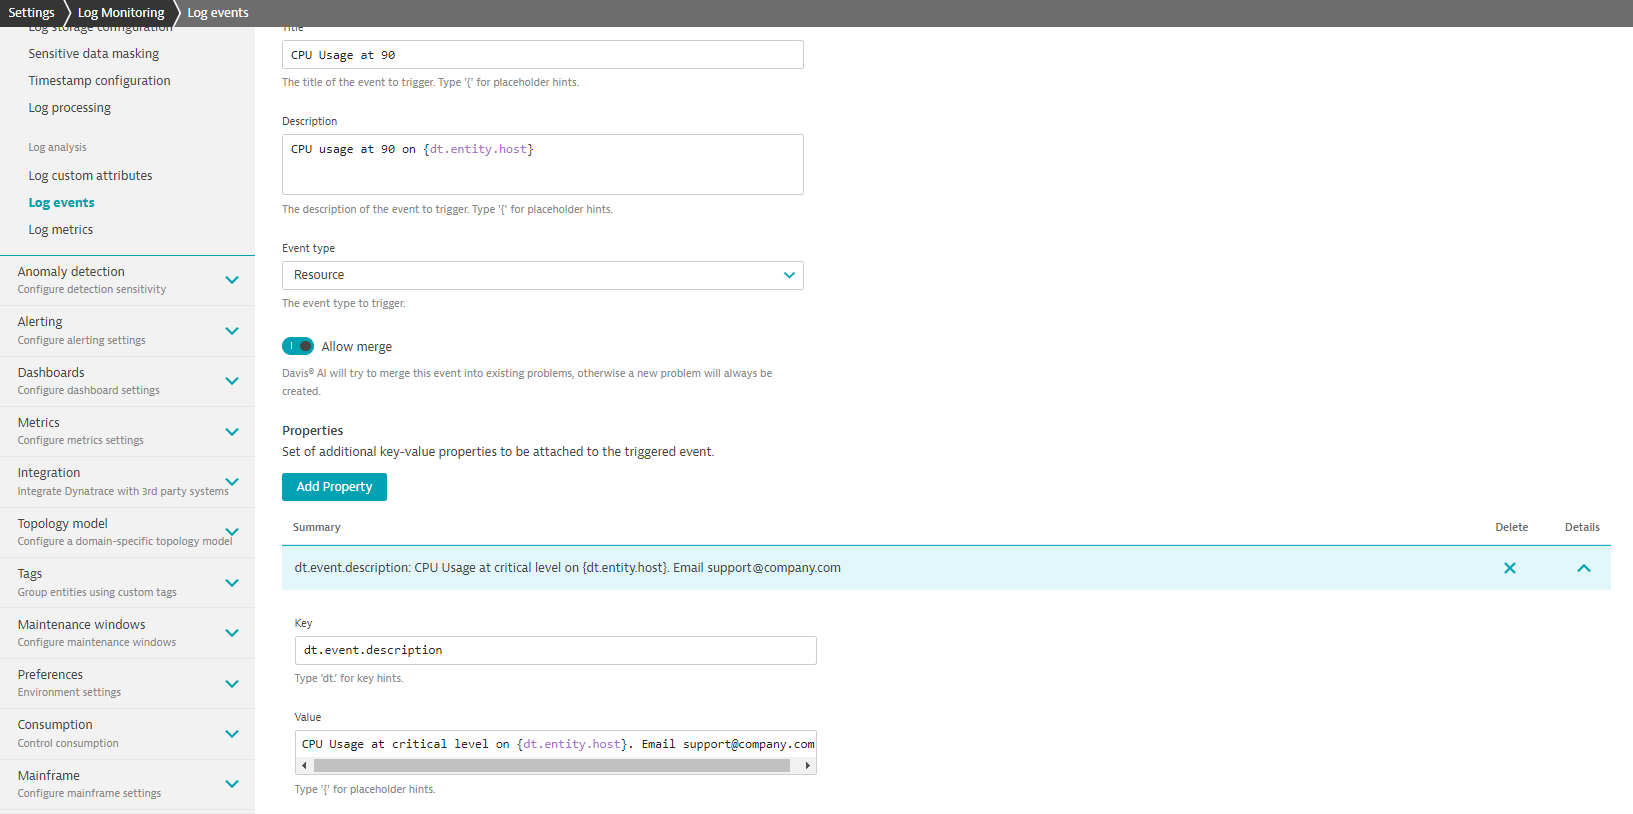 Settings
Log Monitoring
Log events
Log storage configuration
Sensitive data masking
Timestamp configuration
Log processing
Log analysis
Log custom attributes
Log events
Log metrics
Anomaly detection
Configure detection sensitivity
Alerting
Configure alerting settings
Dashboards
Configure dashboard settings
Metrics
Configure metrics settings
Integration
Integrate Dynatrace with 3rd party systems
Topology model
Configure a domain-specific topology model
Tags
Group entities using custom tags
Maintenance windows
Configure maintenance windows
Preferences
Environment settings
Consumption
Control consumption
Mainframe
Configure mainframe settings
Title
CPU Usage at 90
The title of the event to trigger. Type '{' for placeholder hints.
Description
CPU usage at 90 on {dt.entity.host}
The description of the event to trigger. Type '{' for placeholder hints.
Event type
Resource
The event type to trigger.
Allow merge
Davis® AI will try to merge this event into existing problems, otherwise a new problem will always be
created.
Properties
Set of additional key-value properties to be attached to the triggered event.
Add Property
Summary
Delete
Details
dt.event.description: CPU Usage at critical level on {dt.entity.host}. Email support@company.com
Key
dt.event.description
Type 'dt.' for key hints.
Value
CPU Usage at critical level on {dt.entity.host}. Email support@company.com
Type '{' for placeholder hints.